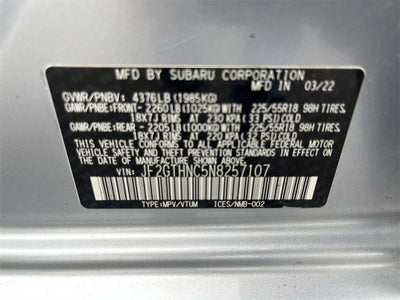 MFD BY SUBARU CORPORATION IN 03/22
GVWR/PNBV: 4376LB(1985KG)
GAWR/PNBE:FRONT- 2260LB(1025KG)WITH 225/55R18 98H TIRES,
18X7J RIMS AT 230 KPA(33 PSI)COLD
GAWR/PNBE:REAR - 2205LB(1000KG)WITH 225/55R18 98H TIRES,
18X7J RIMS AT 220 KPA(32 PSI)COLD
THIS VEHICLE CONFORMS TO ALL APPLICABLE FEDERAL MOTOR
VEHICLE SAFETY AND THEFT PREVENTION STANDARDS IN EFFECT
ON THE DATE OF MANUFACTURE SHOWN ABOVE.
VIN: JF2GTHNC5N8257107
TYPE:MPV/VTUM ICES/NMB-002